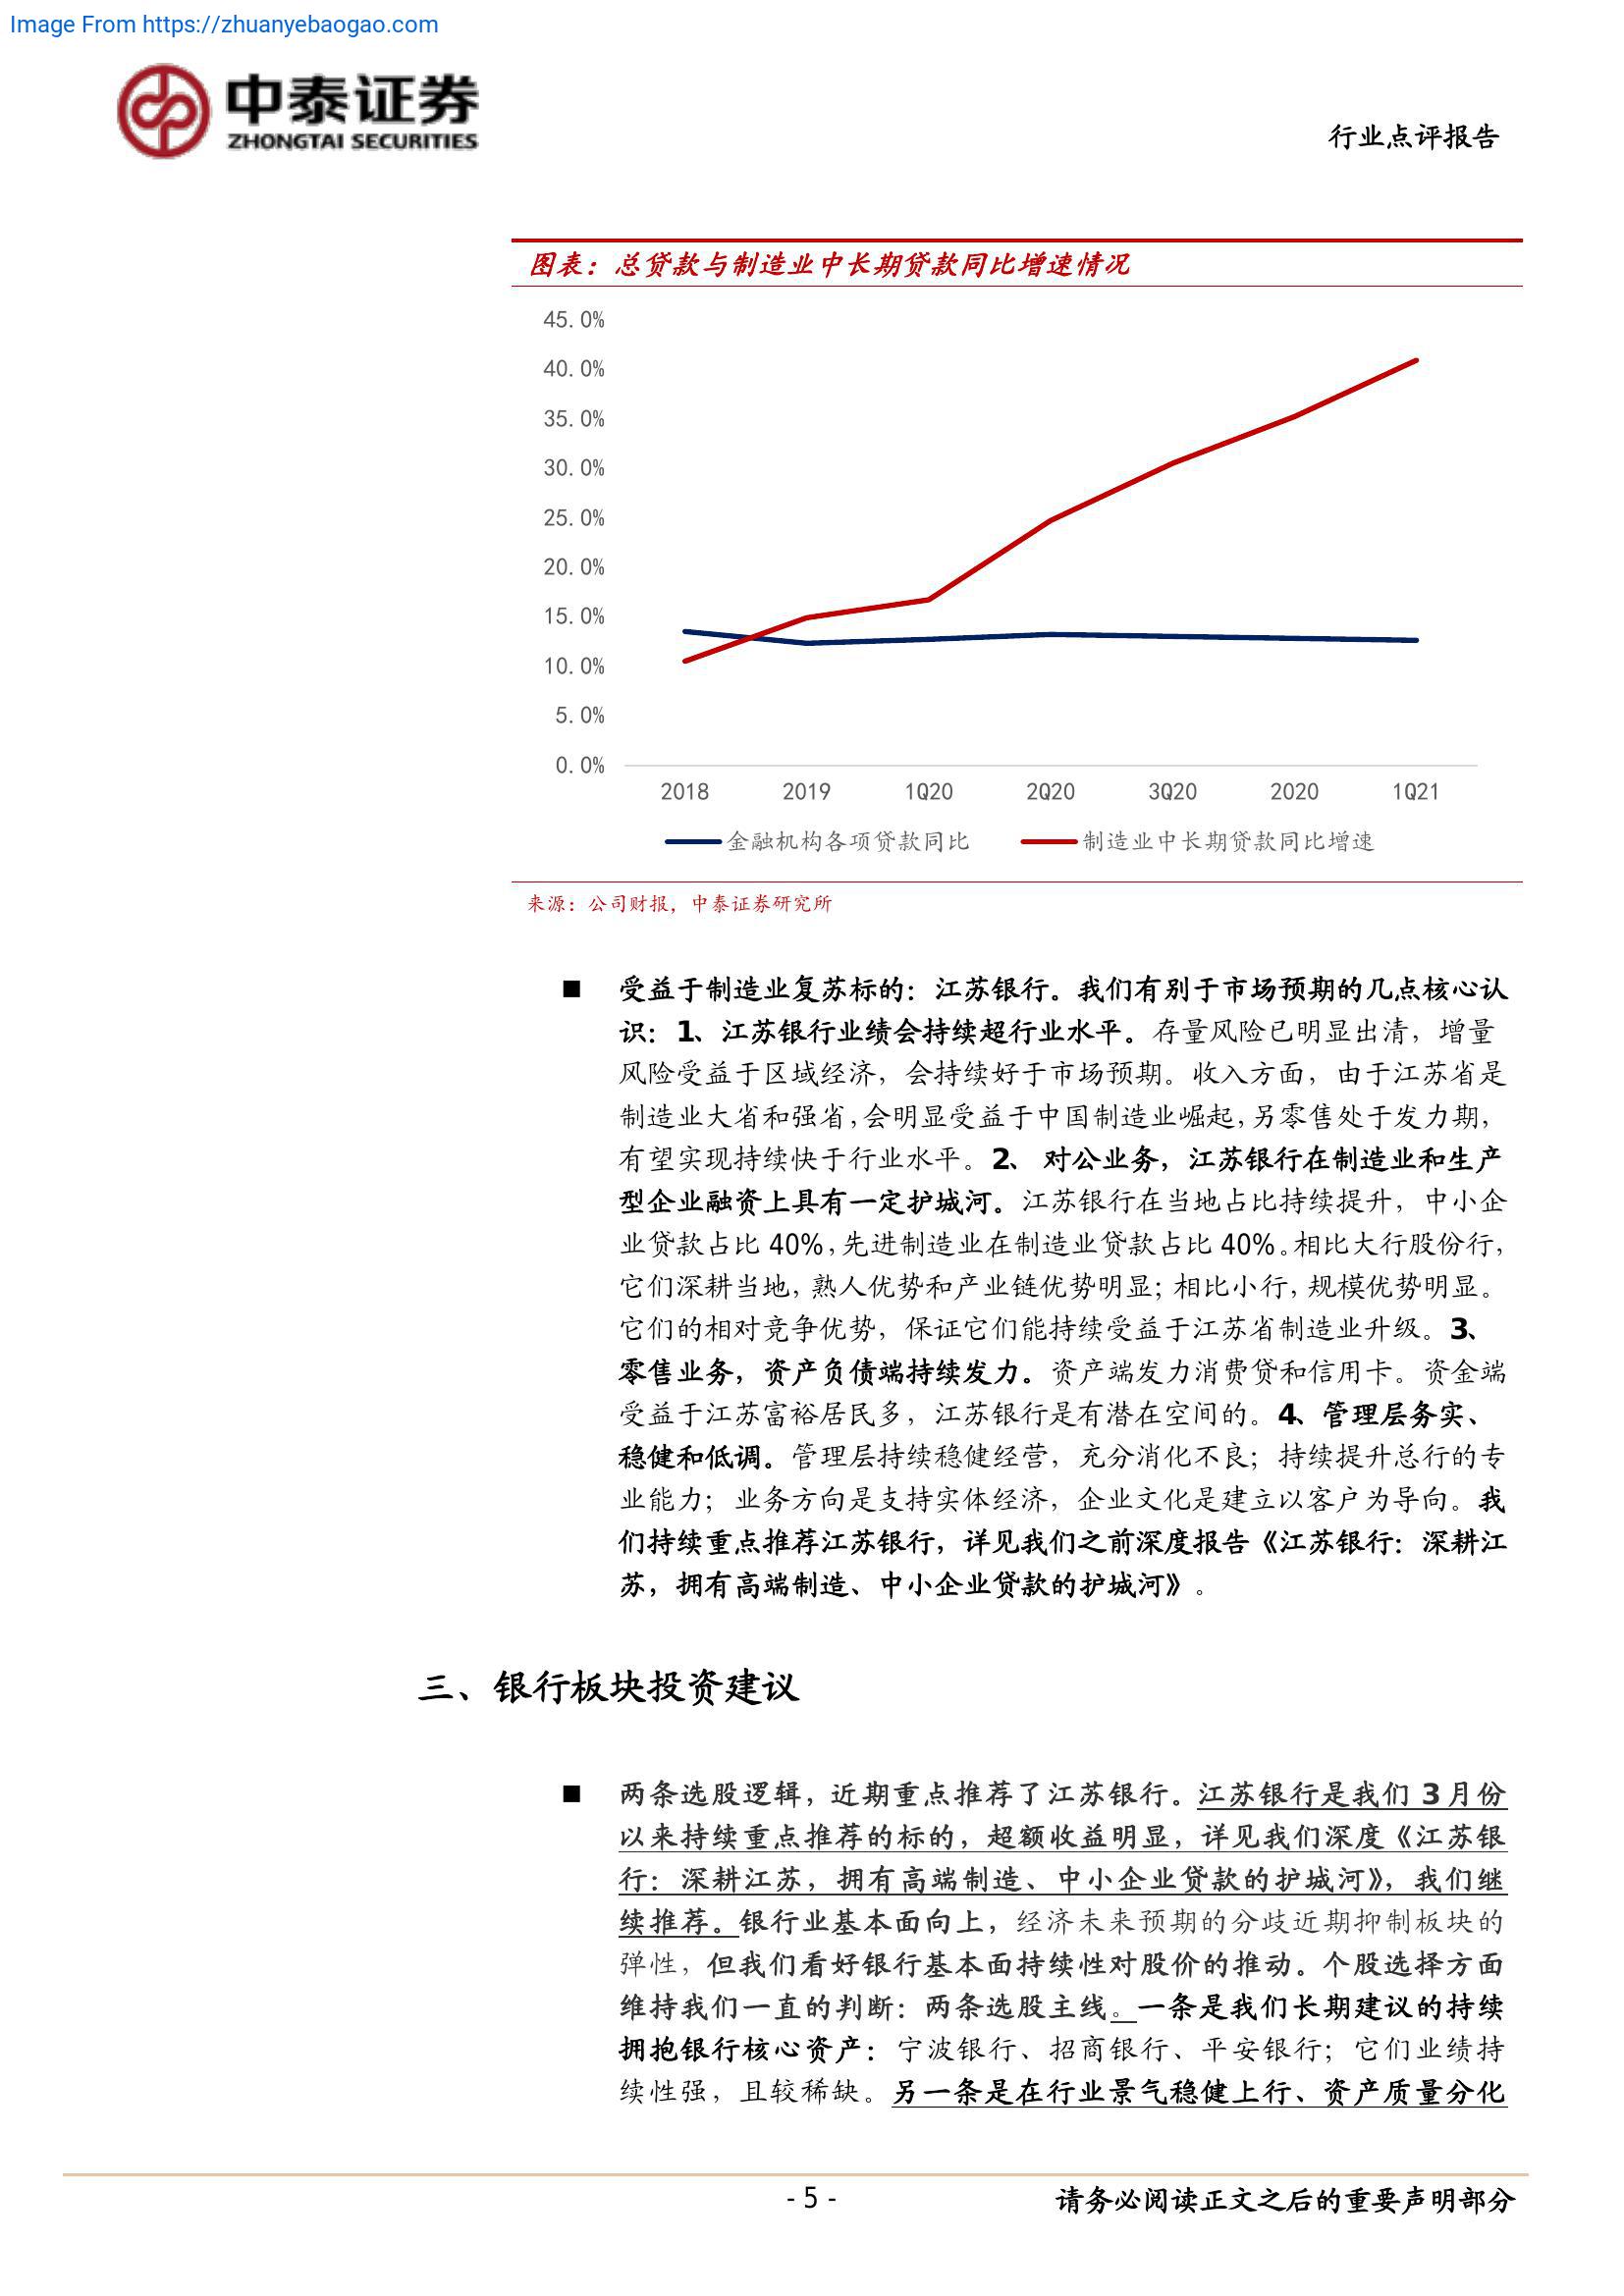 Image From https://zhuanyebaogao.com
中泰证券
ZHONGTAI SECURITIES
行业点评报告
图表：总贷款与制造业中长期贷款同比增速情况
45.0%
40.0%
35.0%
30.0%
25.0%
20.0%
15.0%
10.0%
5.0%
0.0%
2018 2019 1Q20 2Q20 3Q20 2020 1Q21
金融机构各项贷款同比 制造业中长期贷款同比增速
来源：公司财报，中泰证券研究所
■ 受益于制造业复苏标的：江苏银行。我们有别于市场预期的几点核心认
识：1、江苏银行业绩会持续超行业水平。存量风险已明显出清，增量
风险受益于区域经济，会持续好于市场预期。收入方面，由于江苏省是
制造业大省和强省，会明显受益于中国制造业崛起，另零售处于发力期，
有望实现持续快于行业水平。2、 对公业务，江苏银行在制造业和生产
型企业融资上具有一定护城河。江苏银行在当地占比持续提升，中小企
业贷款占比 40%，先进制造业在制造业贷款占比 40%。相比大行股份行，
它们深耕当地，熟人优势和产业链优势明显；相比小行，规模优势明显。
它们的相对竞争优势，保证它们能持续受益于江苏省制造业升级。3、
零售业务，资产负债端持续发力。资产端发力消费贷和信用卡。资金端
受益于江苏富裕居民多，江苏银行是有潜在空间的。4、管理层务实、
稳健和低调。管理层持续稳健经营，充分消化不良；持续提升总行的专
业能力；业务方向是支持实体经济，企业文化是建立以客户为导向。我
们持续重点推荐江苏银行，详见我们之前深度报告《江苏银行：深耕江
苏，拥有高端制造、中小企业贷款的护城河》。
三、银行板块投资建议
■ 两条选股逻辑，近期重点推荐了江苏银行。江苏银行是我们 3 月份
以来持续重点推荐的标的，超额收益明显，详见我们深度《江苏银
行：深耕江苏，拥有高端制造、中小企业贷款的护城河》，我们继
续推荐。银行业基本面向上，经济未来预期的分歧近期抑制板块的
弹性，但我们看好银行基本面持续性对股价的推动。个股选择方面
维持我们一直的判断：两条选股主线。一条是我们长期建议的持续
拥抱银行核心资产：宁波银行、招商银行、平安银行；它们业绩持
续性强，且较稀缺。另一条是在行业景气稳健上行、资产质量分化
- 5 -
请务必阅读正文之后的重要声明部分